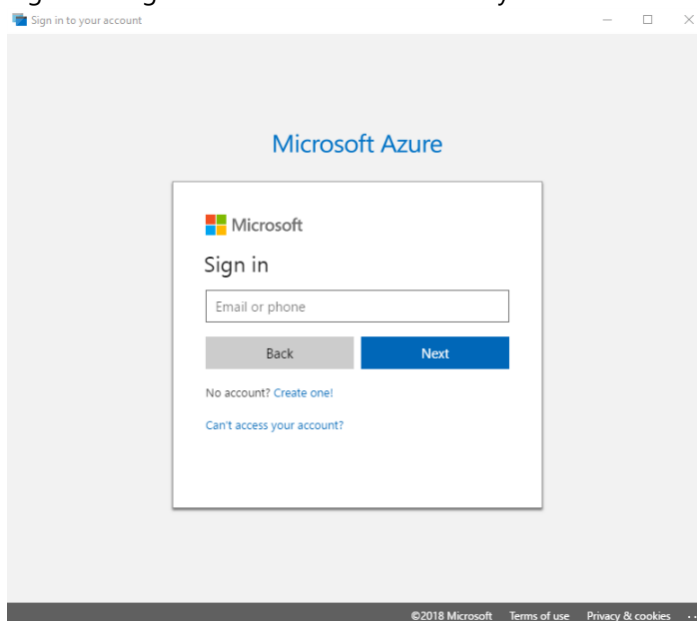 Sign in to your account
Microsoft Azure
Microsoft
Sign in
Email or phone
Back Next
No account? Create one!
Can't access your account?
©2018 Microsoft Terms of use Privacy & cookies ...